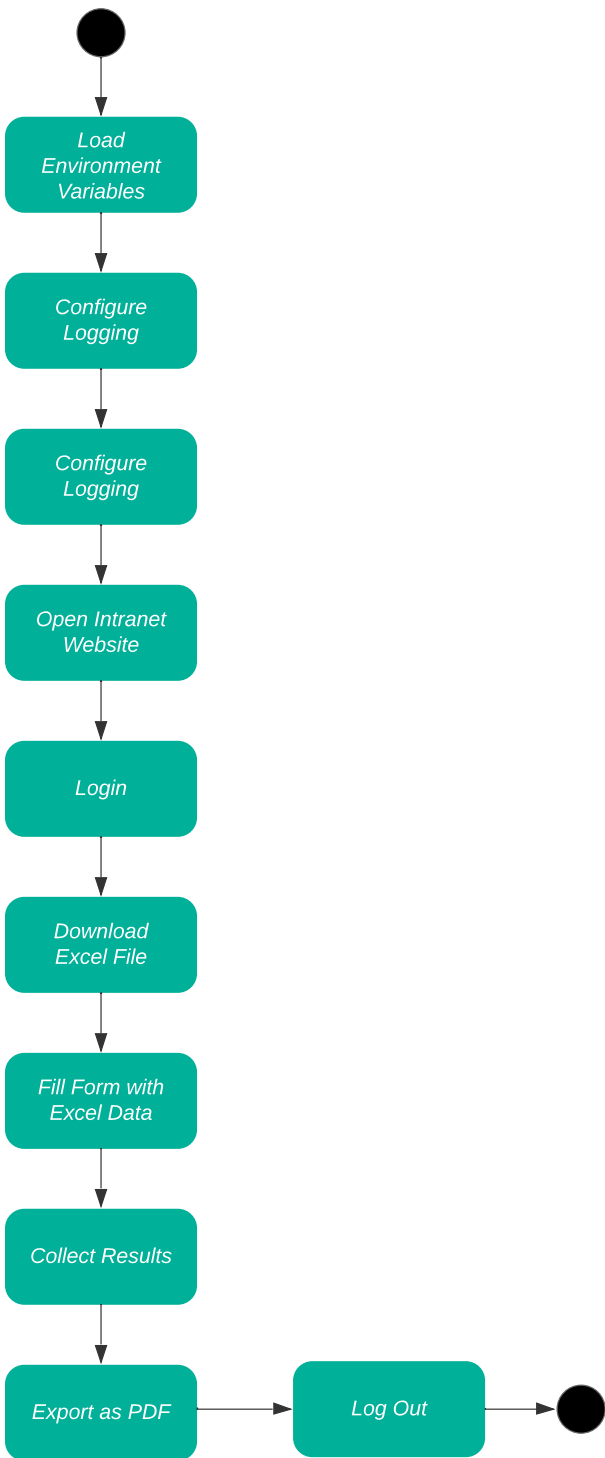 Load
Environment
Variables
Configure
Logging
Configure
Logging
Open Intranet
Website
Login
Download
Excel File
Fill Form with
Excel Data
Collect Results
Export as PDF
Log Out